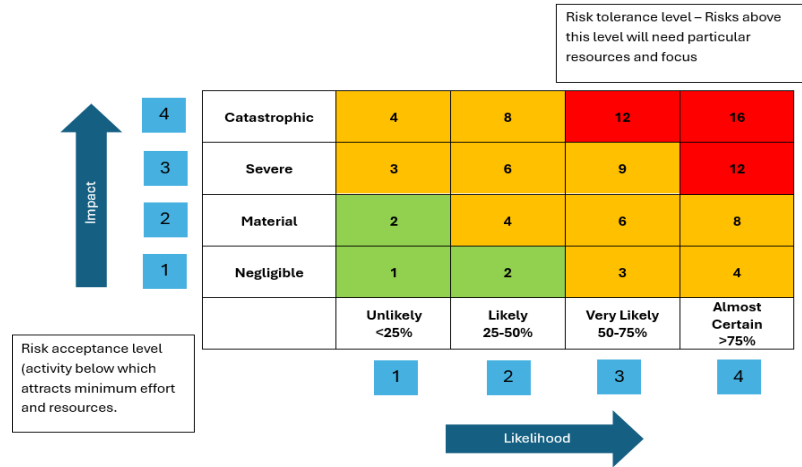 Risk tolerance level – Risks above
this level will need particular
resources and focus
4
Catastrophic
4
8
12
16
3
Severe
3
6
9
12
2
Material
2
4
6
8
1
Negligible
1
2
3
4
Impact
Unlikely
<25%
Likely
25-50%
Very Likely
50-75%
Almost
Certain
>75%
Risk acceptance level
(activity below which
attracts minimum effort
and resources.
1
2
3
4
Likelihood